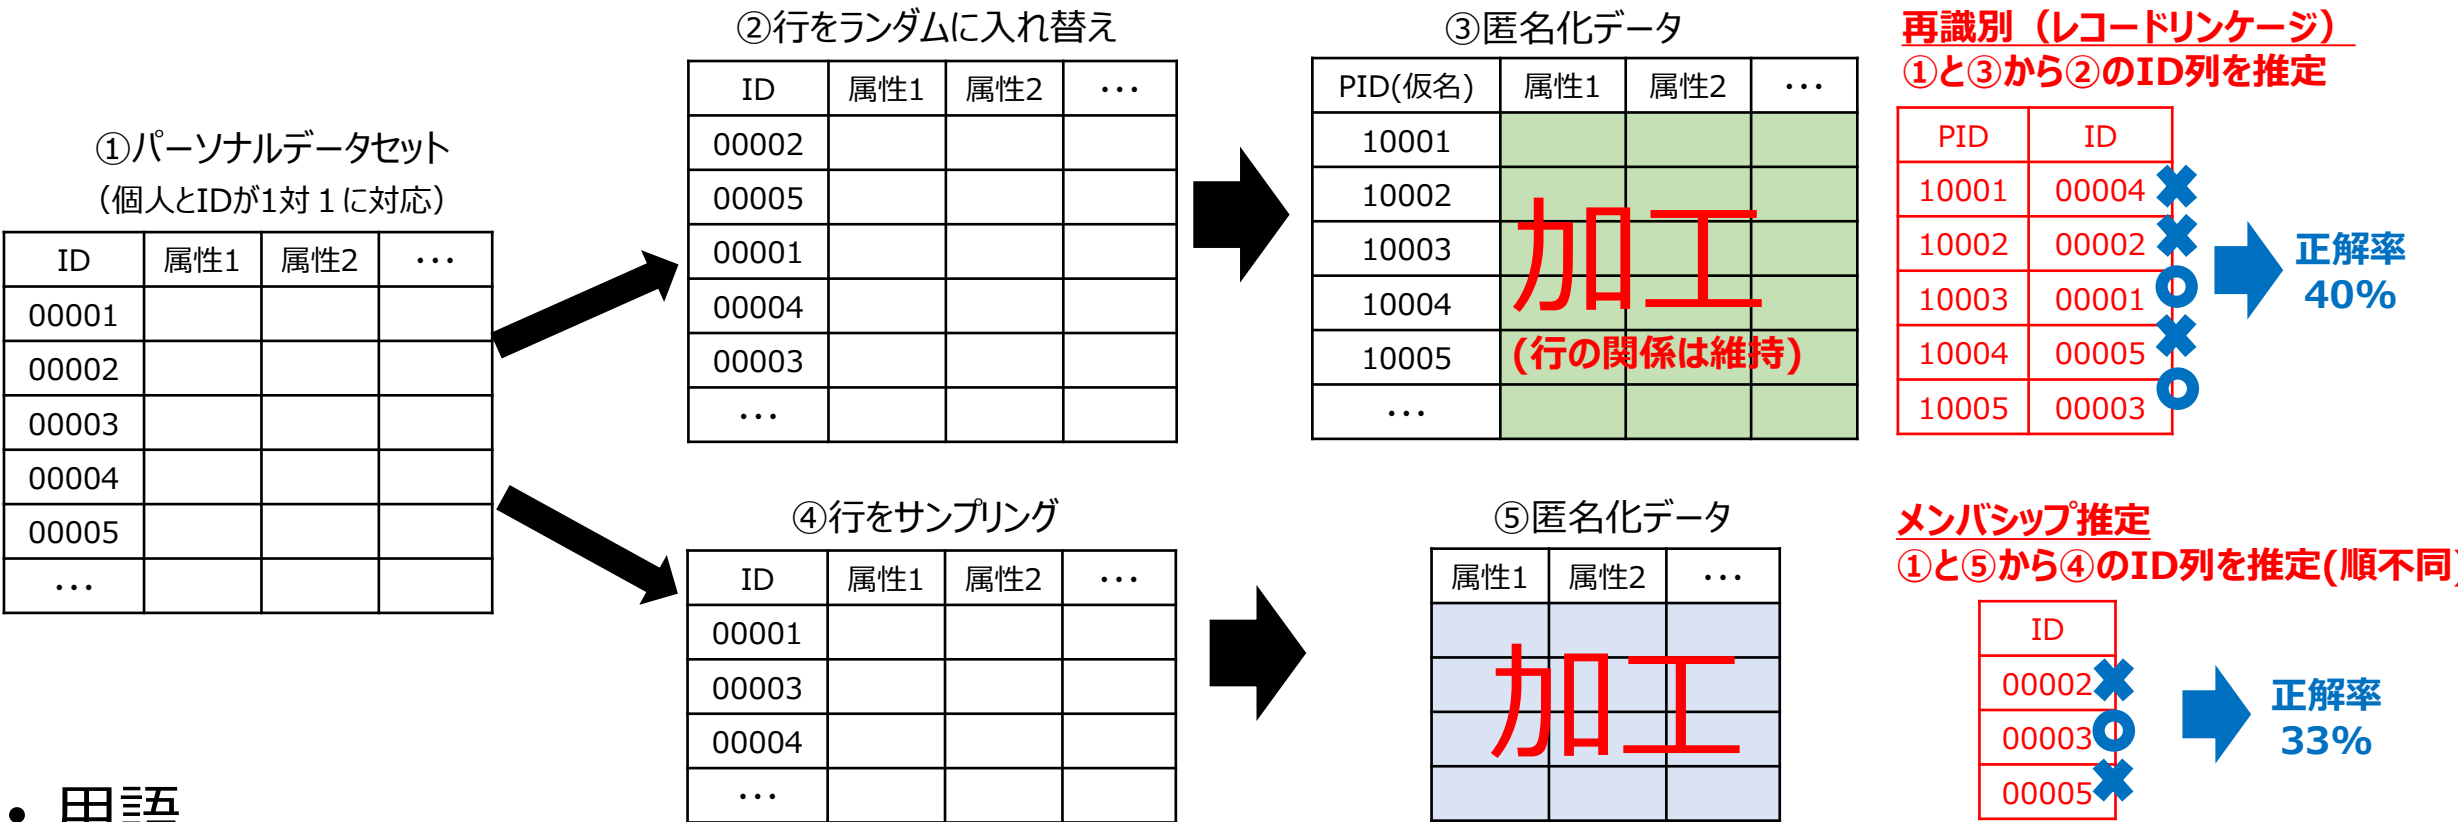 ①パーソナルデータセット
（個人とIDが1対１に対応）
ID 属性1 属性2 ・・・
00001
00002
00003
00004
00005
・・・
②行をランダムに入れ替え
ID 属性1 属性2 ・・・
00002
00005
00001
00004
00003
・・・
③匿名化データ
PID(仮名) 属性1 属性2 ・・・
10001
10002
10003
10004
10005
・・・
加工
(行の関係は維持)
再識別（レコードリンケージ）
①と③から②のID列を推定
PID ID
10001 00004
10002 00002
10003 00001
10004 00005
10005 00003
正解率
40%
④行をサンプリング
ID 属性1 属性2 ・・・
00001
00003
00004
・・・
⑤匿名化データ
属性1 属性2 ・・・
加工
メンバシップ推定
①と⑤から④のID列を推定(順不同)
ID
00002
00003
00005
正解率
33%
• 用語